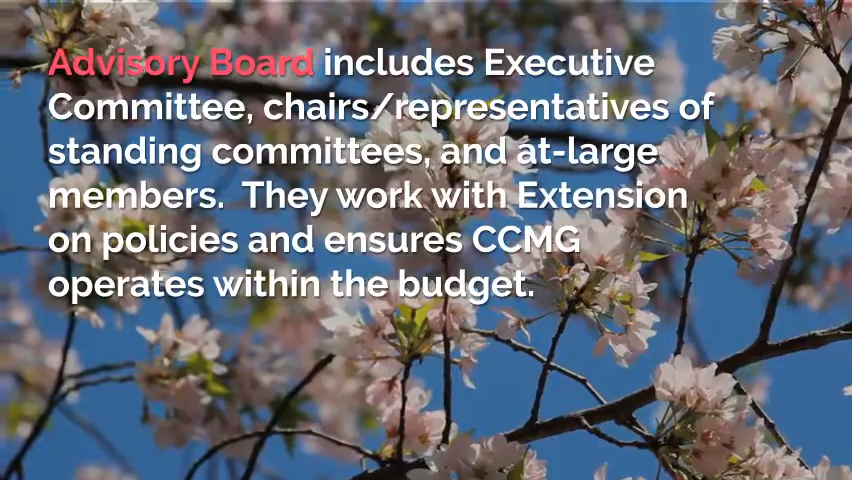 Advisory Board includes Executive
Committee, chairs/representatives of
standing committees, and at-large
members.  They work with Extension
on policies and ensures CCMG
operates within the budget.